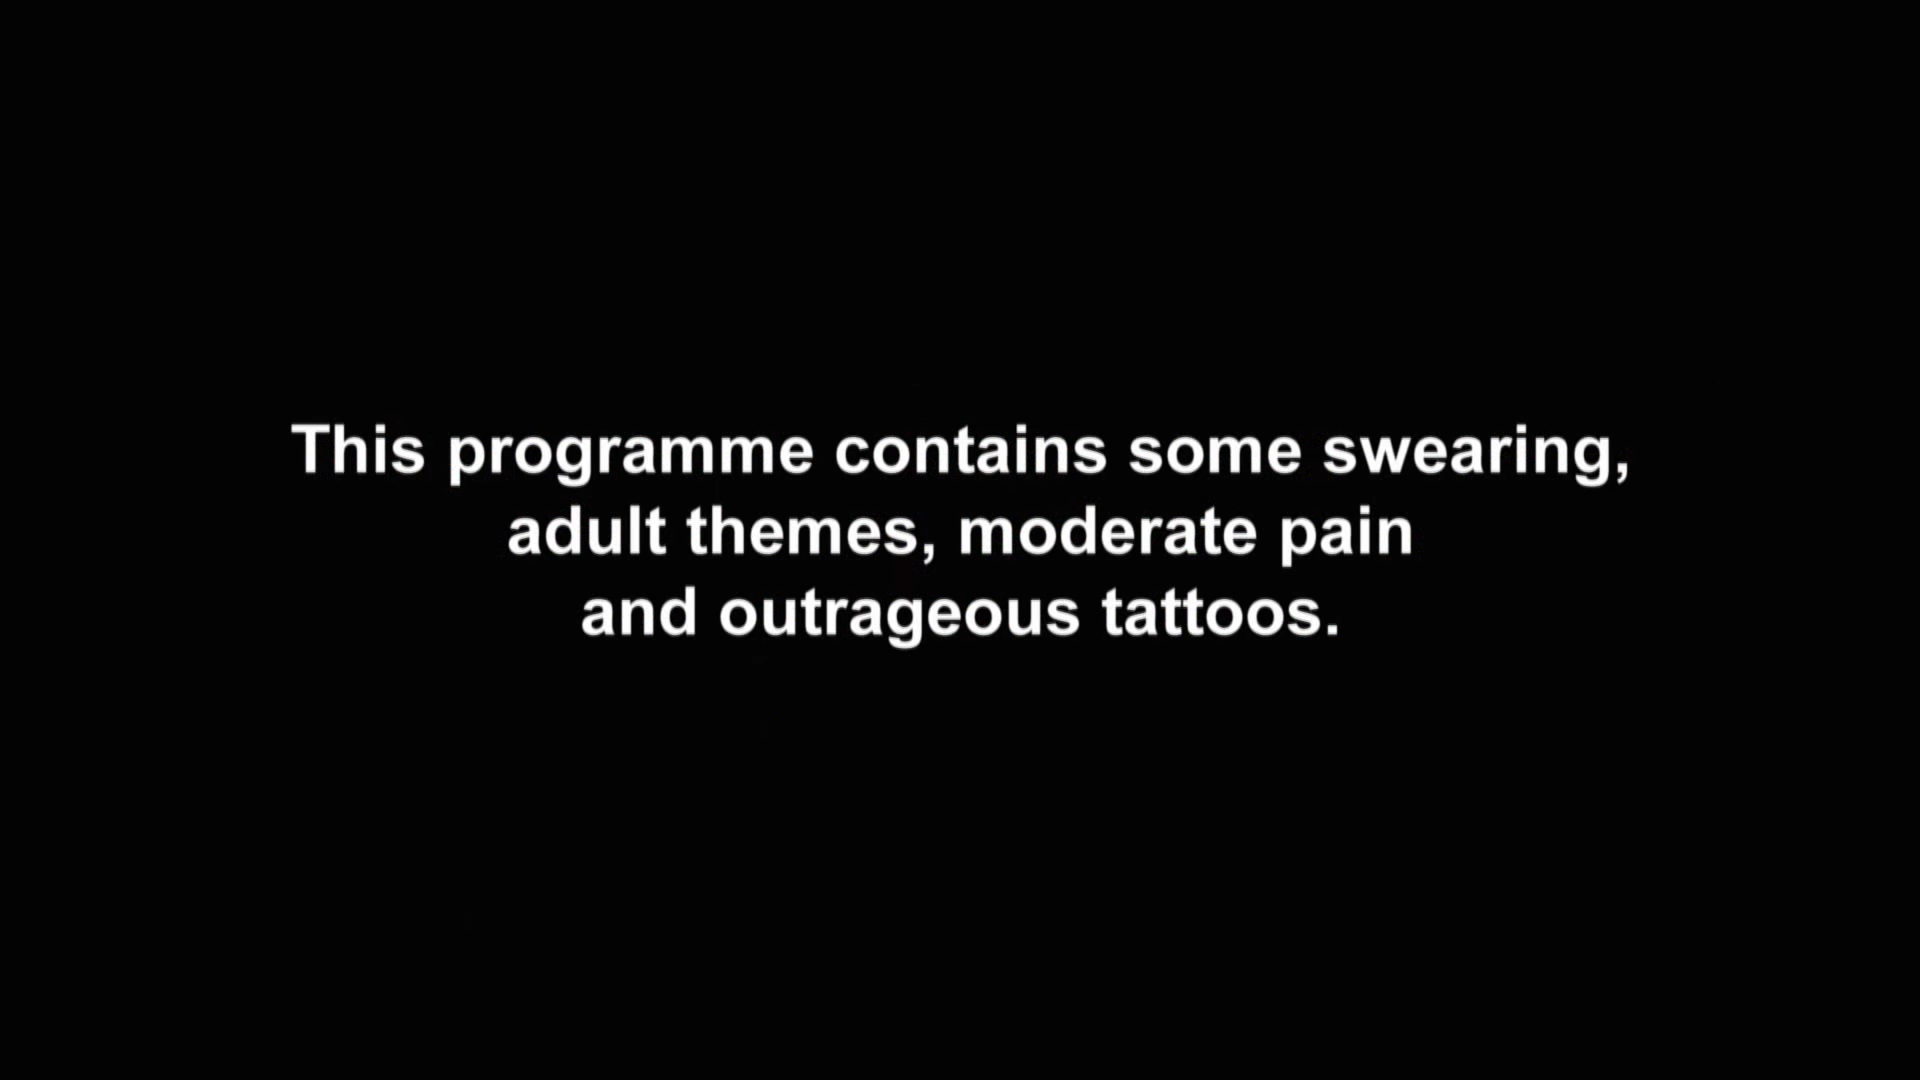 This programme contains some swearing,
adult themes, moderate pain
and outrageous tattoos.